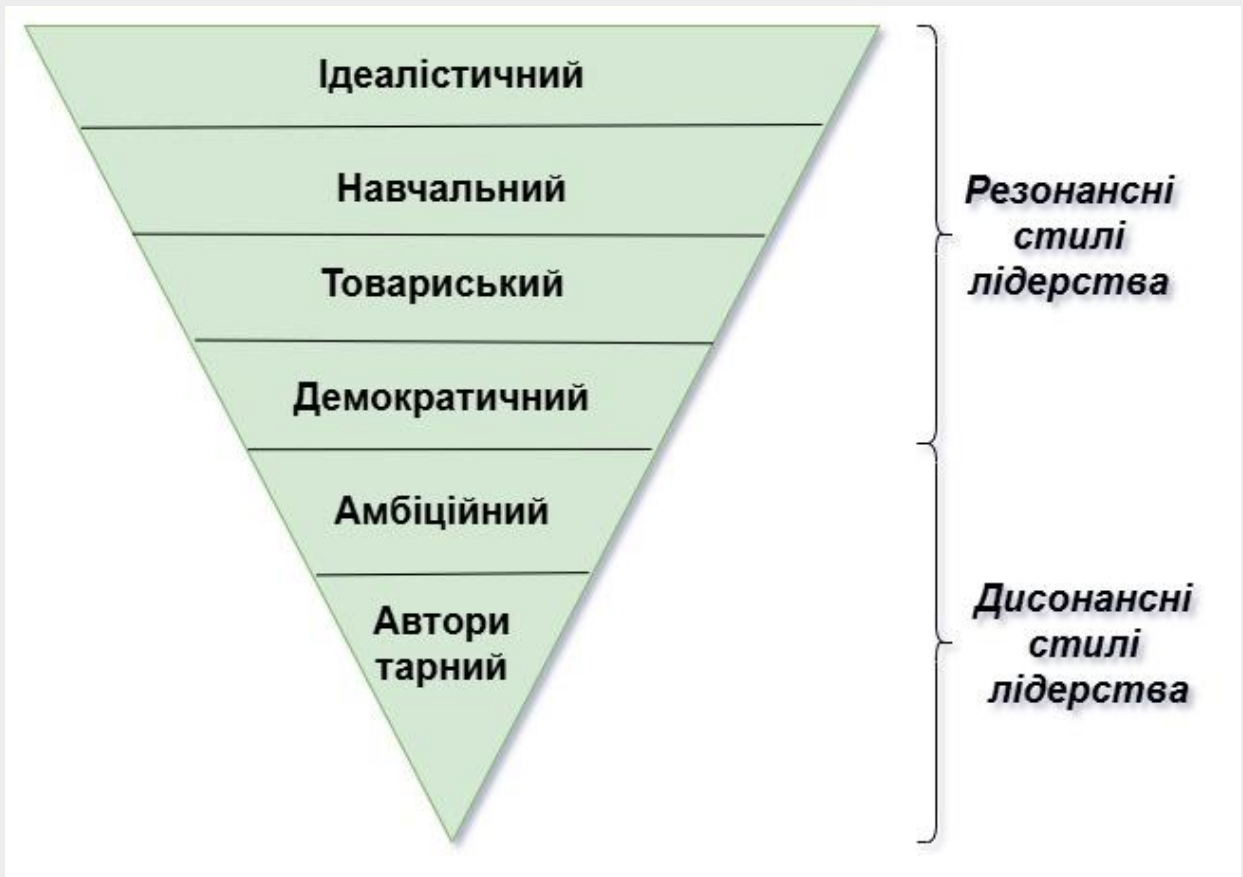 Ідеалістичний
Навчальний
Товариський
Демократичний
Амбіційний
Автори
тарний
Резонансні
стилі
лідерства
Дисонансні
стилі
лідерства